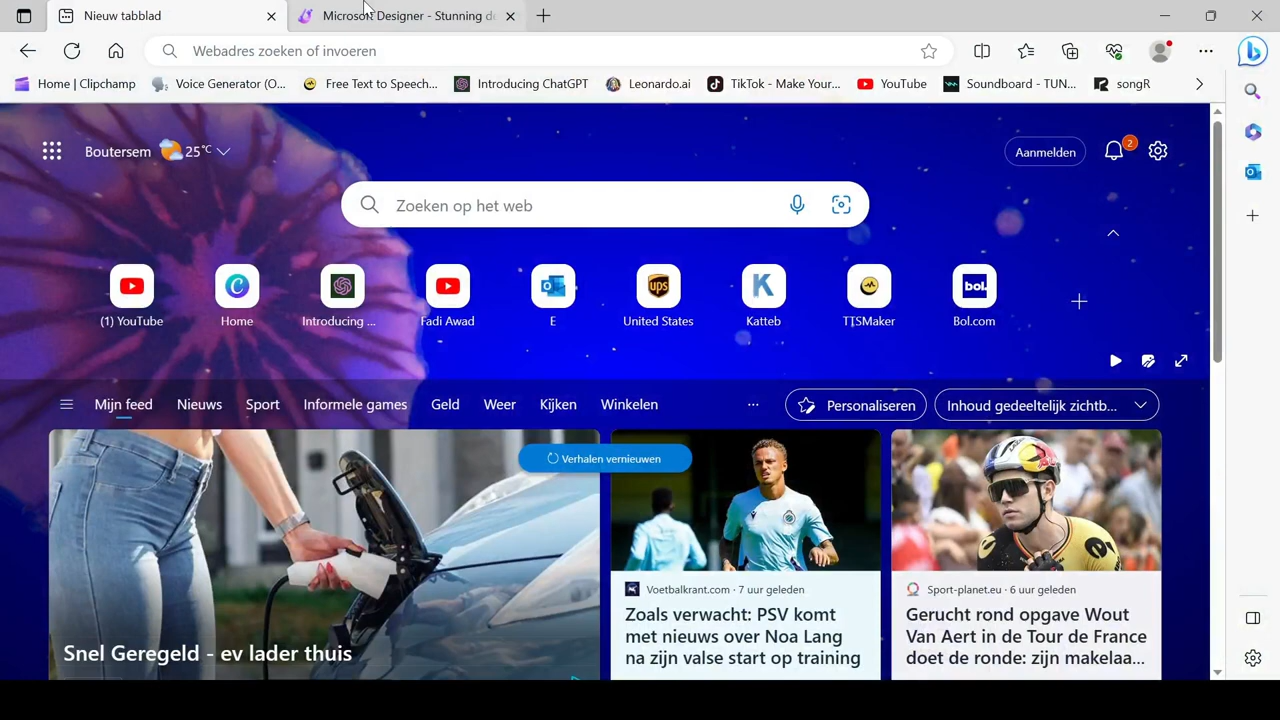 Nieuw tabblad
Microsoft Designer - Stunning de
Webadres zoeken of invoeren
Home | Clipchamp
Voice Generator (O...
Free Text to Speech...
Introducing ChatGPT
Leonardo.ai
TikTok - Make Your...
YouTube
Soundboard - TUN...
songR
Boutersem
25°C
Aanmelden
2
Zoeken op het web
ups
K
bol.
(1) YouTube
Home
Introducing ...
Fadi Awad
E
United States
Katteb
TTSMaker
Bol.com
Mijn feed
Nieuws
Sport
Informele games
Geld
Weer
Kijken
Winkelen
...
Personaliseren
Inhoud gedeeltelijk zichtb...
Verhalen vernieuwen
Snel Geregeld - ev lader thuis
Voetbalkrant.com · 7 uur geleden
Zoals verwacht: PSV komt
met nieuws over Noa Lang
na zijn valse start op training
Sport-planet.eu · 6 uur geleden
Gerucht rond opgave Wout
Van Aert in de Tour de France
doet de ronde: zijn makelaa...